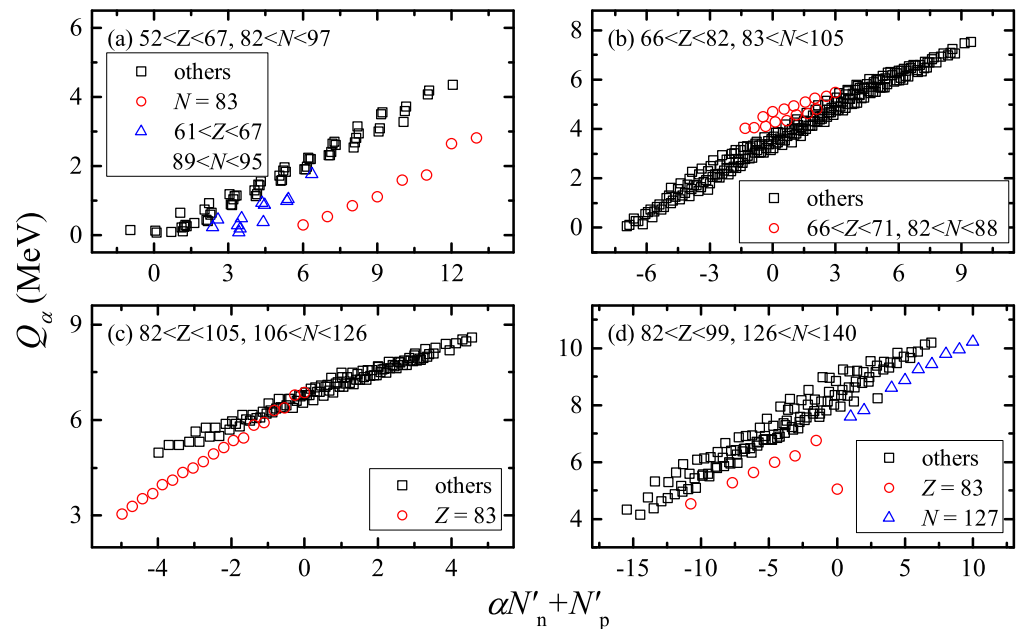 (a) 52<Z<67, 82<N<97
others
N = 83
61<Z<67
89<N<95
6
4
2
0
0
3
6
9
12
(b) 66<Z<82, 83<N<105
others
66<Z<71, 82<N<88
8
6
4
2
0
-6
-3
0
3
6
9
Qα (MeV)
(c) 82<Z<105, 106<N<126
others
Z = 83
9
6
3
-4
-2
0
2
4
(d) 82<Z<99, 126<N<140
others
Z = 83
N = 127
10
8
6
4
-15
-10
-5
0
5
10
αN′n+N′p